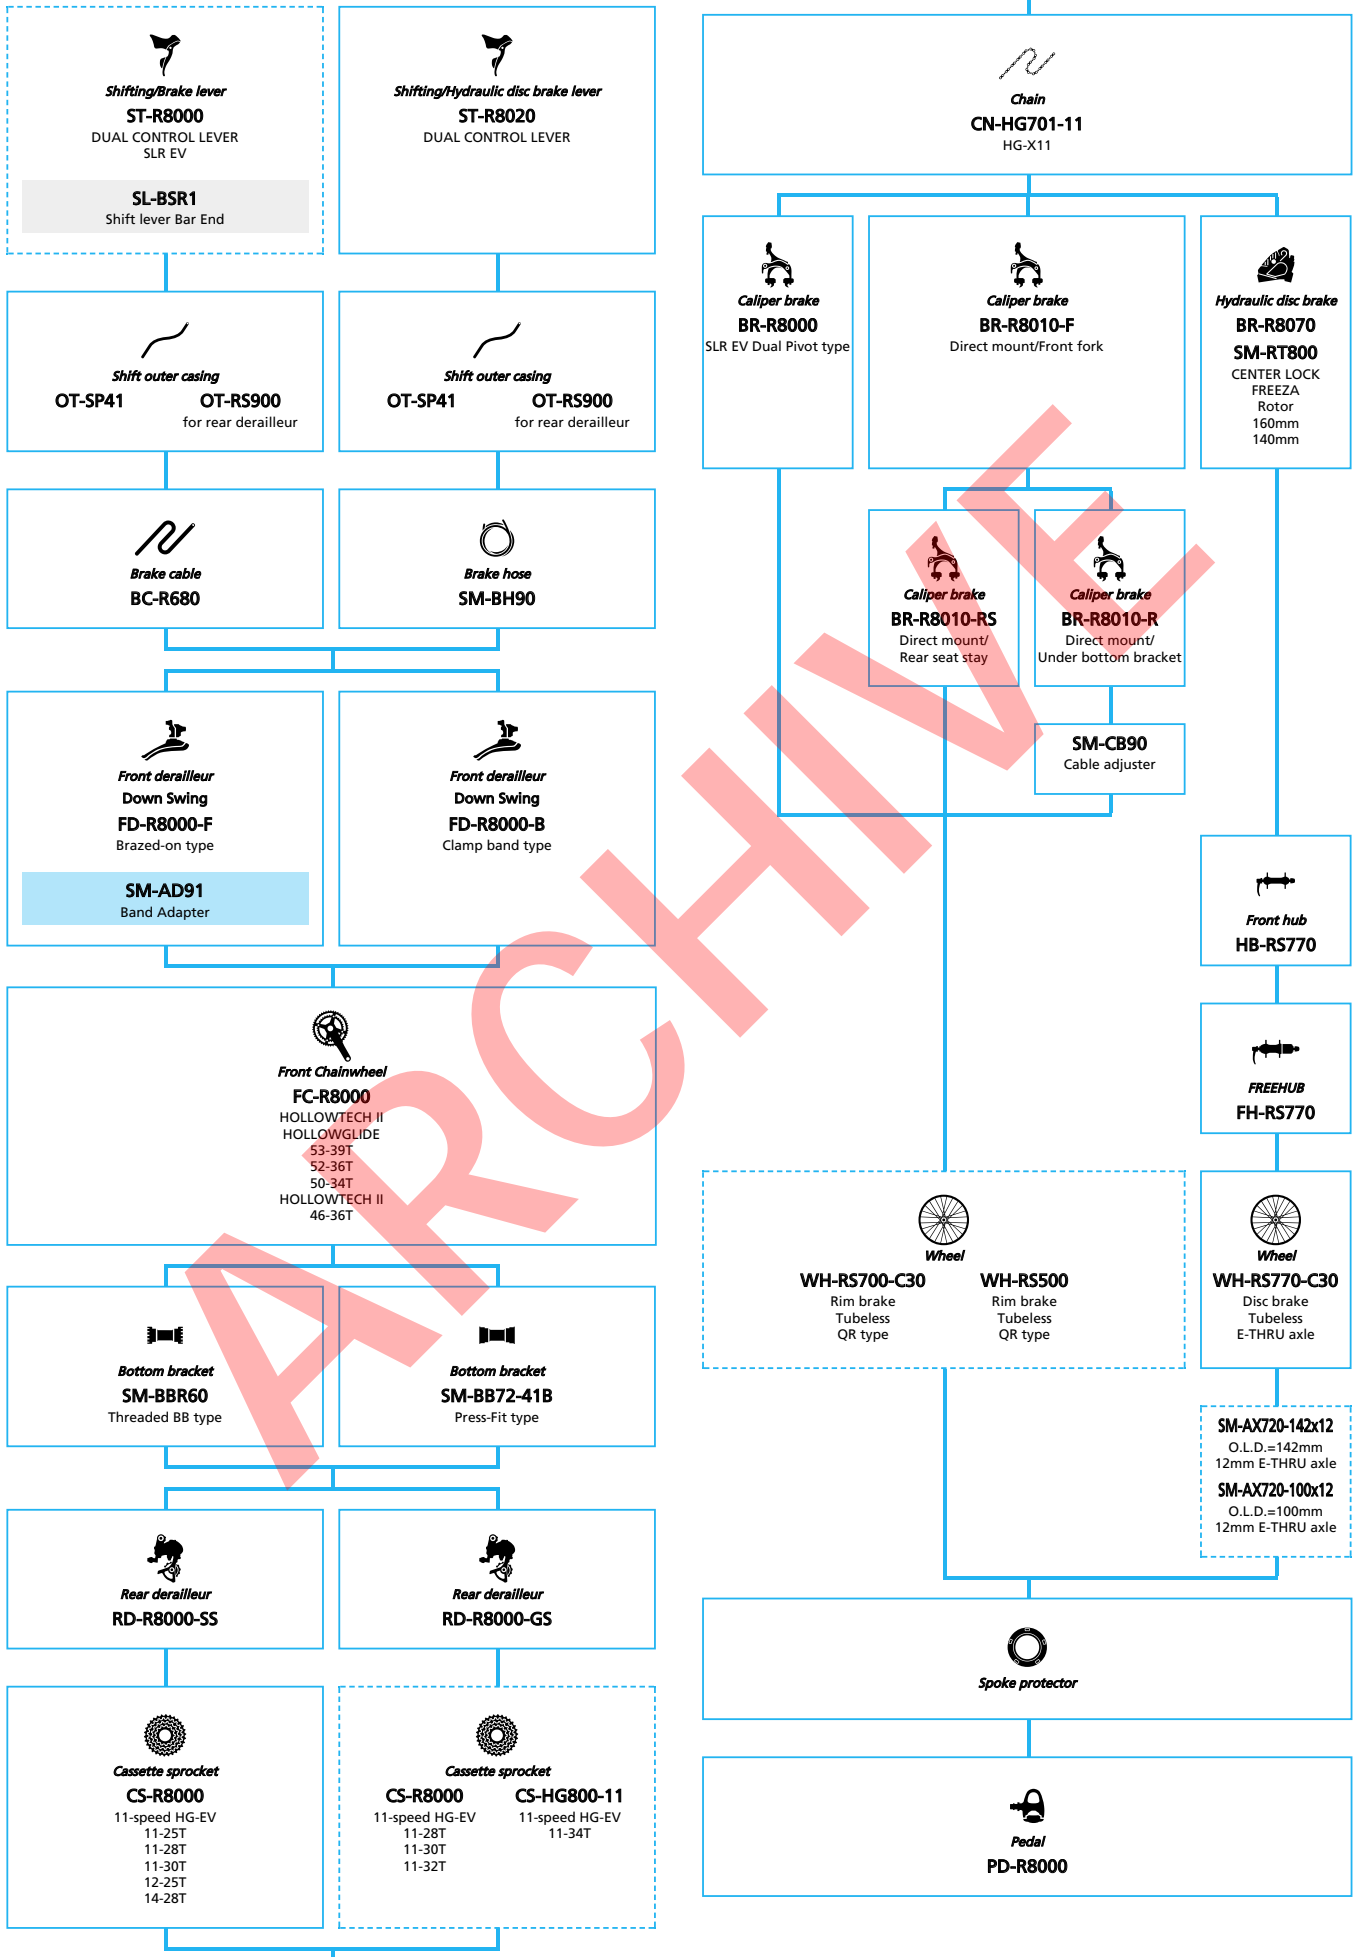 Shifting/Brake lever
ST-R8000
DUAL CONTROL LEVER
SLR EV
SL-BSR1
Shift lever Bar End
Shifting/Hydraulic disc brake lever
ST-R8020
DUAL CONTROL LEVER
Shift outer casing
OT-SP41
OT-RS900
for rear derailleur
Shift outer casing
OT-SP41
OT-RS900
for rear derailleur
Brake cable
BC-R680
Brake hose
SM-BH90
Front derailleur
Down Swing
FD-R8000-F
Brazed-on type
SM-AD91
Band Adapter
Front derailleur
Down Swing
FD-R8000-B
Clamp band type
Front Chainwheel
FC-R8000
HOLLOWTECH II
HOLLOWGLIDE
53-39T
52-36T
50-34T
HOLLOWTECH II
46-36T
Bottom bracket
SM-BBR60
Threaded BB type
Bottom bracket
SM-BB72-41B
Press-Fit type
Rear derailleur
RD-R8000-SS
Rear derailleur
RD-R8000-GS
Cassette sprocket
CS-R8000
11-speed HG-EV
11-25T
11-28T
11-30T
12-25T
14-28T
Cassette sprocket
CS-R8000
11-speed HG-EV
11-28T
11-30T
11-32T
CS-HG800-11
11-speed HG-EV
11-34T
Chain
CN-HG701-11
HG-X11
Caliper brake
BR-R8000
SLR EV Dual Pivot type
Caliper brake
BR-R8010-F
Direct mount/Front fork
Hydraulic disc brake
BR-R8070
SM-RT800
CENTER LOCK
FREEZA
Rotor
160mm
140mm
Caliper brake
BR-R8010-RS
Direct mount/
Rear seat stay
Caliper brake
BR-R8010-R
Direct mount/
Under bottom bracket
SM-CB90
Cable adjuster
Front hub
HB-RS770
FREEHUB
FH-RS770
Wheel
WH-RS700-C30
Rim brake
Tubeless
QR type
WH-RS500
Rim brake
Tubeless
QR type
Wheel
WH-RS770-C30
Disc brake
Tubeless
E-THRU axle
SM-AX720-142x12
O.L.D.=142mm
12mm E-THRU axle
SM-AX720-100x12
O.L.D.=100mm
12mm E-THRU axle
Spoke protector
Pedal
PD-R8000
ARCHIVE